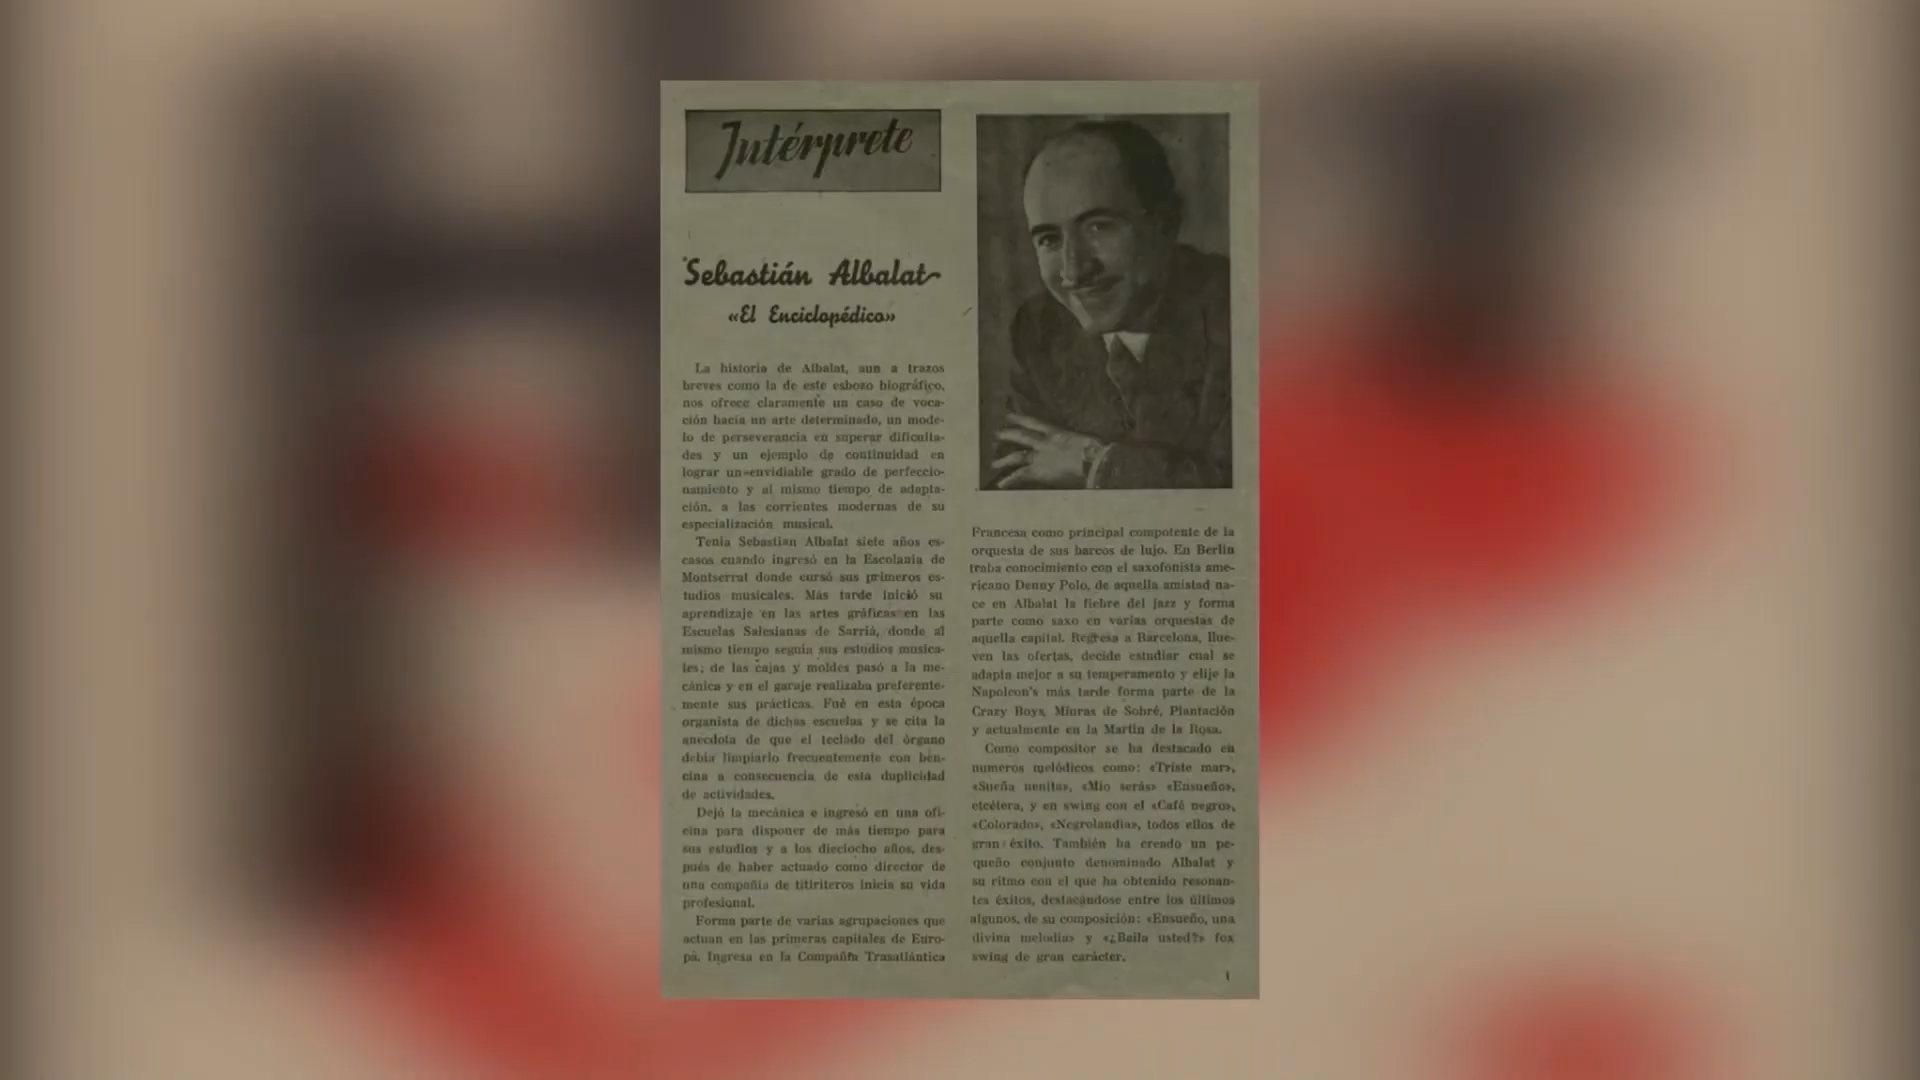 Intérprete
Sebastián Albalat
«El Enciclopédico»
La historia de Albalat, aun a trazos
breves como la de este esbozo biográfico,
nos ofrece claramente un caso de voca-
ción hacia un arte determinado, un mode-
lo de perseverancia en superar dificulta-
des y un ejemplo de continuidad en
lograr un envidiable grado de perfeccio-
namiento y al mismo tiempo de adapta-
ción, a las corrientes modernas de su
especialización musical.
Tenía Sebastian Albalat siete años es-
casos cuando ingresó en la Escolanía de
Montserrat donde cursó sus primeros es-
tudios musicales. Más tarde inició su
aprendizaje en las artes gráficas en las
Escuelas Salesianas de Sarriá, donde al
mismo tiempo seguía sus estudios musica-
les; de las cajas y moldes pasó a la me-
cánica y en el garaje realizaba preferente-
mente sus prácticas. Fué en esta época
organista de dichas escuelas y se cita la
anecdota de que el teclado del órgano
debía limpiarlo frecuentemente con ben-
cina a consecuencia de esta duplicidad
de actividades.
Dejó la mecánica e ingresó en una ofi-
cina para disponer de más tiempo para
sus estudios y a los dieciocho años, des-
pués de haber actuado como director de
una compañía de titiriteros inicia su vida
profesional.
Forma parte de varias agrupaciones que
actuan en las primeras capitales de Euro-
pa. Ingresa en la Compañía Trasatlántica
Francesa como principal compotente de la
orquesta de sus barcos de lujo. En Berlin
traba conocimiento con el saxofonista ame-
ricano Denny Polo, de aquella amistad na-
ce en Albalat la fiebre del jazz y forma
parte como saxo en varias orquestas de
aquella capital. Regresa a Barcelona, llue-
ven las ofertas, decide estudiar cual se
adapta mejor a su temperamento y elije la
Napoleon's más tarde forma parte de la
Crazy Boys, Miuras de Sobré, Plantación
y actualmente en la Martin de la Rosa.
Como compositor se ha destacado en
numeros melódicos como: «Triste mar»,
«Sueña nenita», «Mio serás» «Ensueño»,
etcétera, y en swing con el «Café negro»,
«Colorado», «Negrolandia», todos ellos de
gran éxito. También ha creado un pe-
queño conjunto denominado Albalat y
su ritmo con el que ha obtenido resonan-
tes éxitos, destacándose entre los últimos
algunos, de su composición: «Ensueño, una
divina melodía» y «¿Baila usted?» fox
swing de gran carácter.
1